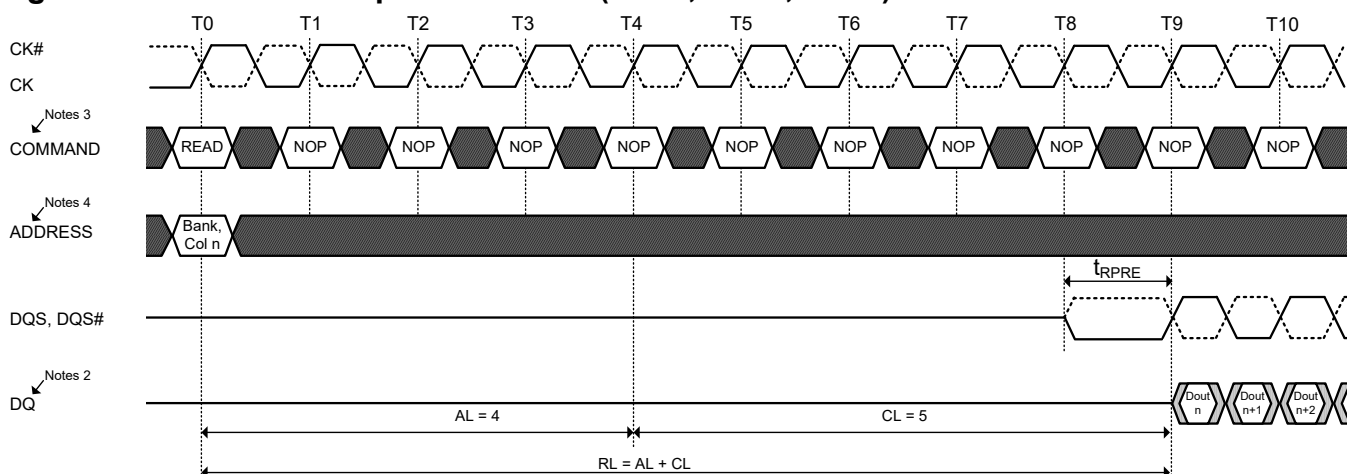 T0 T1 T2 T3 T4 T5 T6 T7 T8 T9 T10
CK#
CK
Notes 3
COMMAND
READ NOP NOP NOP NOP NOP NOP NOP NOP NOP NOP
Notes 4
ADDRESS
Bank,
Col n
tRPRE
DQS, DQS#
Notes 2
DQ
Dout
n
Dout
n+1
Dout
n+2
AL = 4
CL = 5
RL = AL + CL